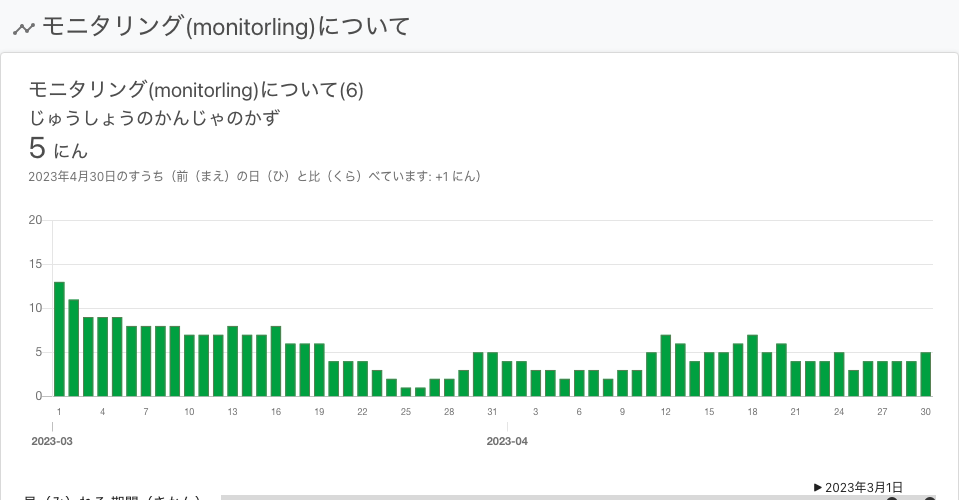 モニタリング(monitorling)について
モニタリング(monitorling)について(6)
じゅうしょうのかんじゃのかず
5 にん
2023年4月30日のすうち（前（まえ）の日（ひ）と比（くら）べています: +1 にん）
20
15
10
5
0
1 4 7 10 13 16 19 22 25 28 31 3 6 9 12 15 18 21 24 27 30
2023-03 2023-04
▶ 2023年3月1日